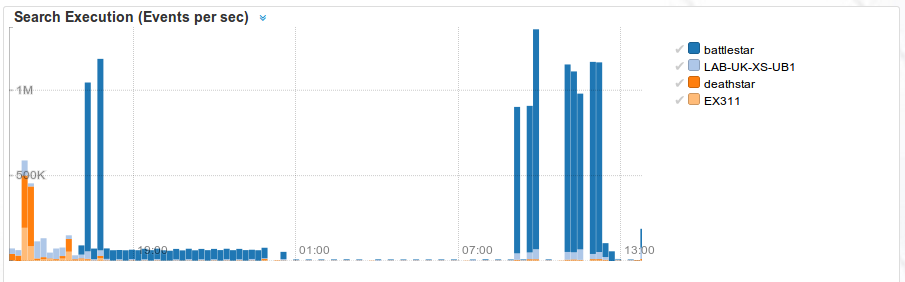 Search Execution (Events per sec)
battlestar
LAB-UK-XS-UB1
deathstar
EX311
1M
500K
19:00
01:00
07:00
13:00